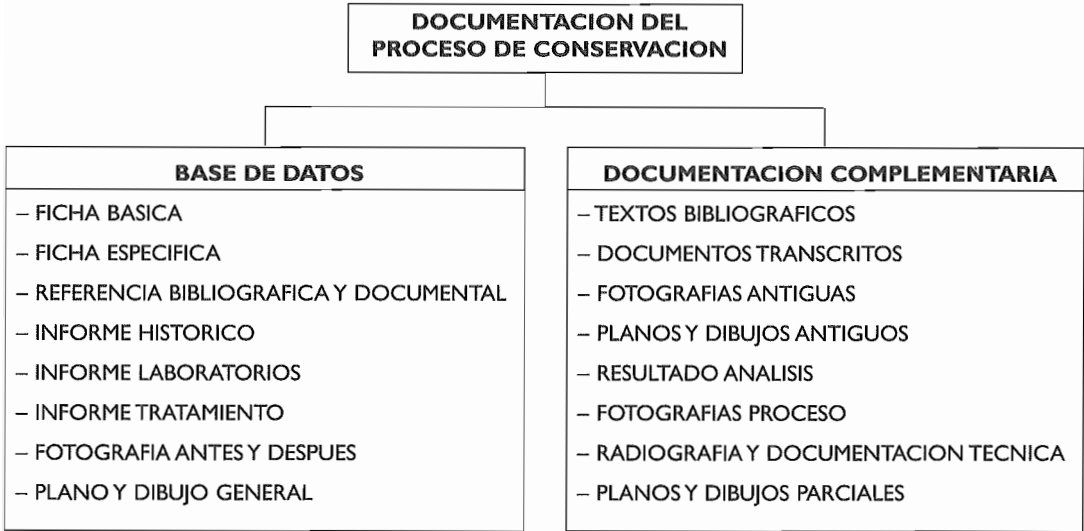 DOCUMENTACION DEL
PROCESO DE CONSERVACION
BASE DE DATOS
– FICHA BASICA
– FICHA ESPECIFICA
– REFERENCIA BIBLIOGRAFICA Y DOCUMENTAL
– INFORME HISTORICO
– INFORME LABORATORIOS
– INFORME TRATAMIENTO
– FOTOGRAFIA ANTES Y DESPUES
– PLANO Y DIBUJO GENERAL
DOCUMENTACION COMPLEMENTARIA
– TEXTOS BIBLIOGRAFICOS
– DOCUMENTOS TRANSCRITOS
– FOTOGRAFIAS ANTIGUAS
– PLANOS Y DIBUJOS ANTIGUOS
– RESULTADO ANALISIS
– FOTOGRAFIAS PROCESO
– RADIOGRAFIA Y DOCUMENTACION TECNICA
– PLANOS Y DIBUJOS PARCIALES